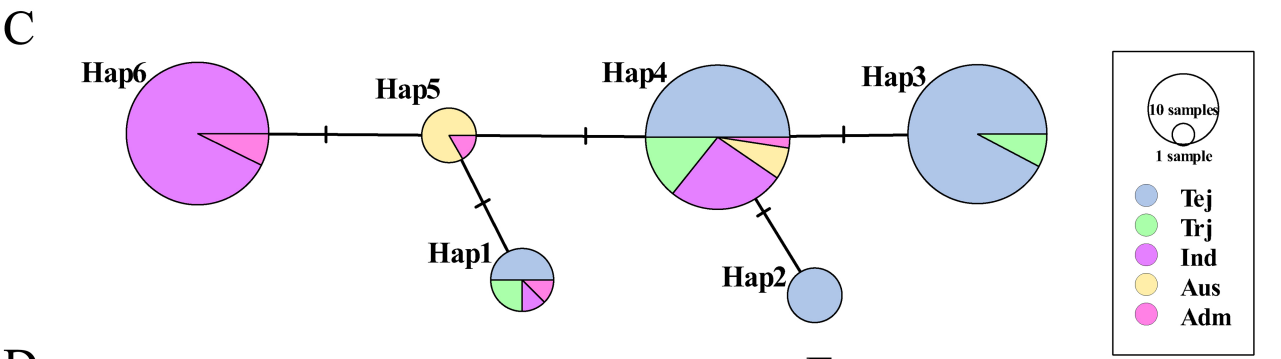 C
Hap6
Hap5
Hap4
Hap3
Hap1
Hap2
10 samples
1 sample
Tej
Trj
Ind
Aus
Adm